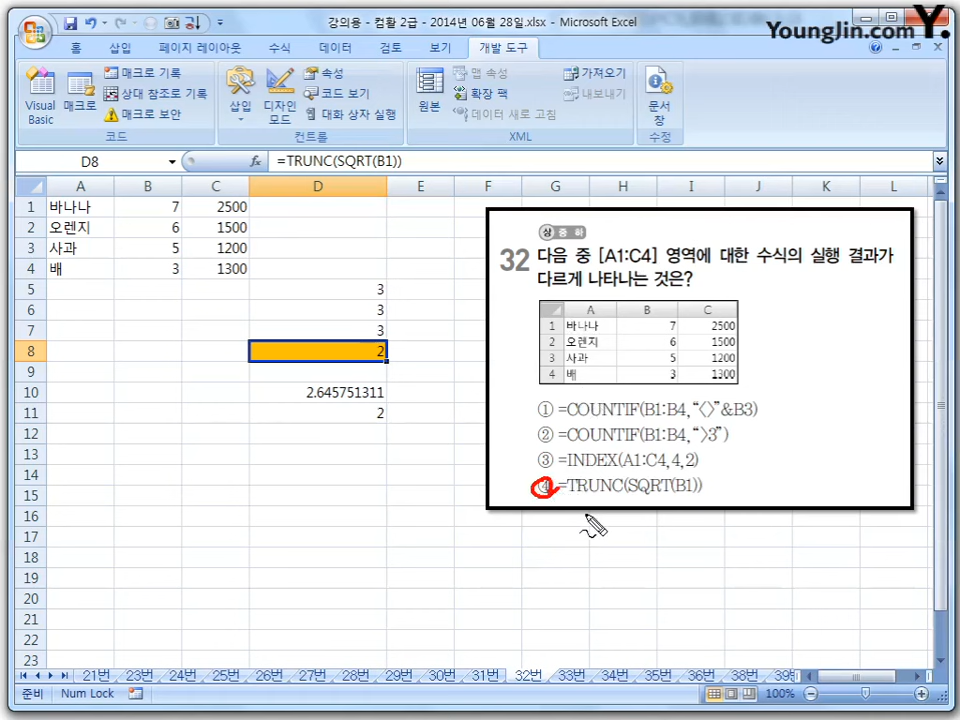 강의용 - 컴활 2급 - 2014년 06월 28일.xlsx - Microsoft Excel
YoungJin.com Y.
홈 삽입 페이지 레이아웃 수식 데이터 검토 보기 개발 도구
Visual Basic
매크로
매크로 기록
상대 참조로 기록
매크로 보안
코드
삽입
디자인 모드
속성
코드 보기
대화 상자 실행
컨트롤
원본
맵 속성
확장 팩
데이터 새로 고침
가져오기
내보내기
XML
문서 창
수정
D8 fx =TRUNC(SQRT(B1))
A B C D E F G H I J K L
1 바나나 7 2500
2 오렌지 6 1500
3 사과 5 1200
4 배 3 1300
5 3
6 3
7 3
8 2
9
10 2.645751311
11 2
12
13
14
15
16
17
18
19
20
21
22
23
상 중 하
32 다음 중 [A1:C4] 영역에 대한 수식의 실행 결과가
다르게 나타나는 것은?
A B C
1 바나나 7 2500
2 오렌지 6 1500
3 사과 5 1200
4 배 3 1300
① =COUNTIF(B1:B4,“<>”&B3)
② =COUNTIF(B1:B4,“>3”)
③ =INDEX(A1:C4,4,2)
④ =TRUNC(SQRT(B1))
21번 23번 24번 25번 26번 27번 28번 29번 30번 31번 32번 33번 34번 35번 36번 37번 38번
준비 Num Lock 100%